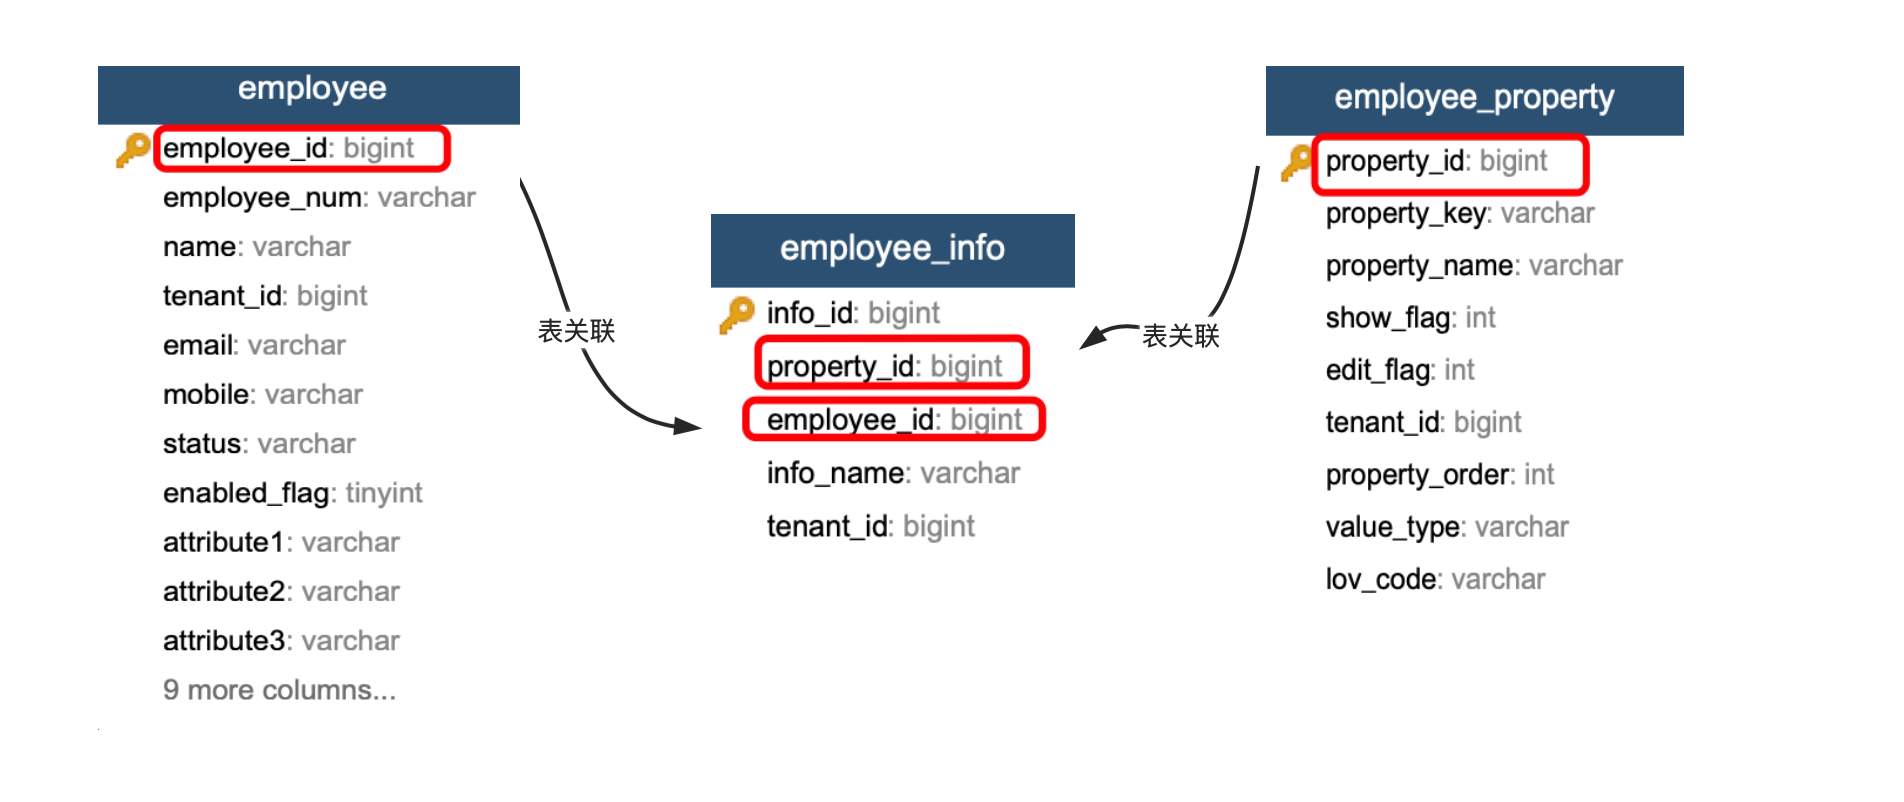 employee
employee_id: bigint
employee_num: varchar
name: varchar
tenant_id: bigint
email: varchar
mobile: varchar
status: varchar
enabled_flag: tinyint
attribute1: varchar
attribute2: varchar
attribute3: varchar
9 more columns...
表关联
employee_info
info_id: bigint
property_id: bigint
employee_id: bigint
info_name: varchar
tenant_id: bigint
表关联
employee_property
property_id: bigint
property_key: varchar
property_name: varchar
show_flag: int
edit_flag: int
tenant_id: bigint
property_order: int
value_type: varchar
lov_code: varchar